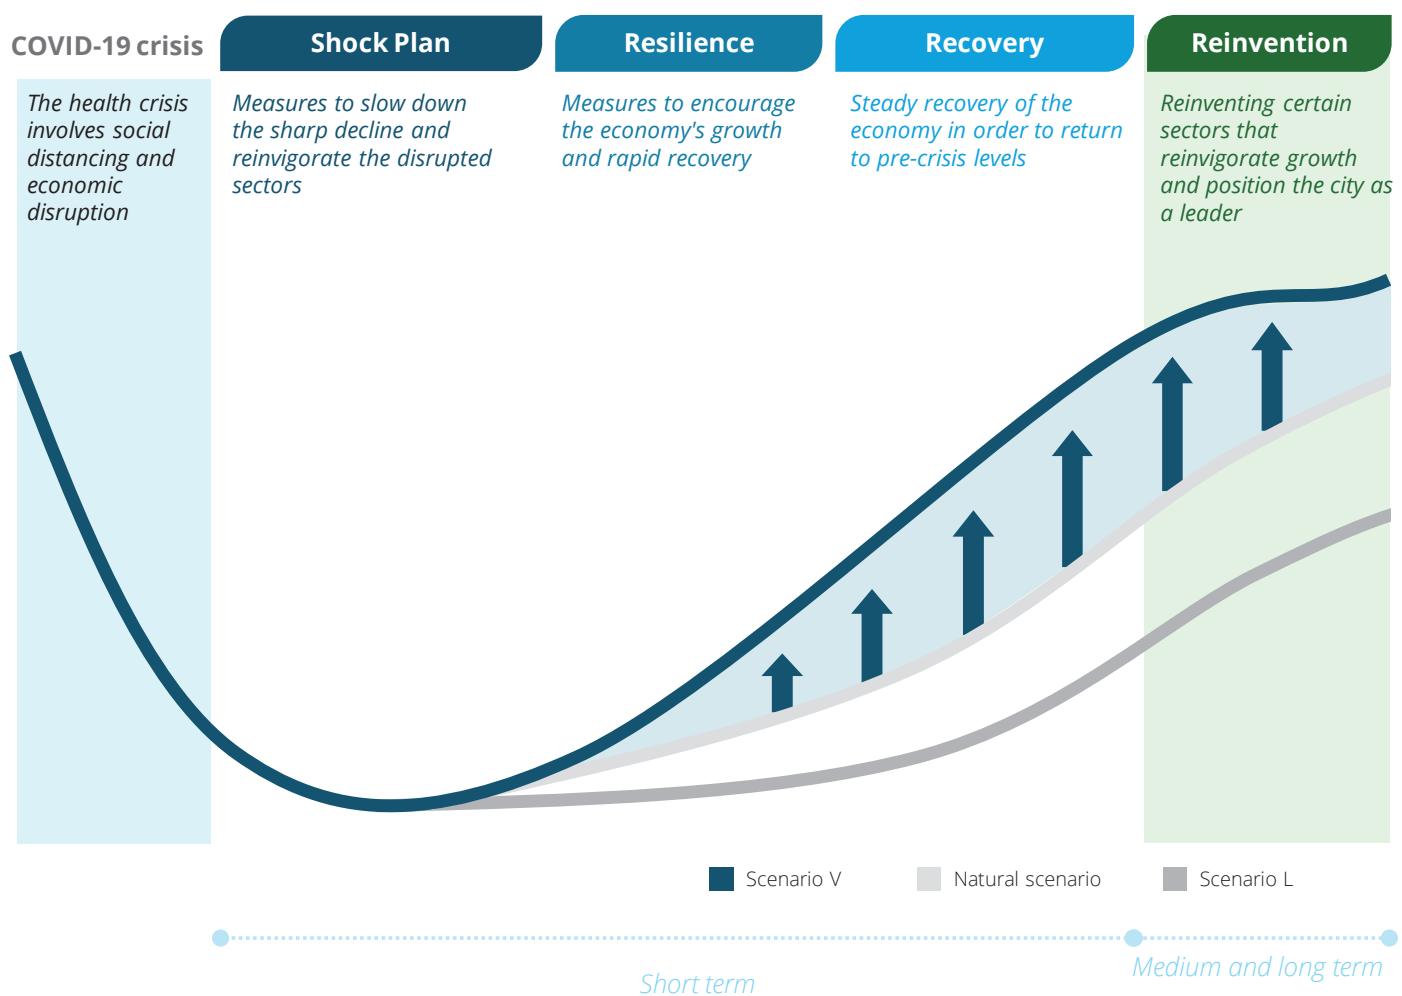 COVID-19 crisis
Shock Plan
Resilience
Recovery
Reinvention
The health crisis
involves social
distancing and
economic
disruption
Measures to slow down
the sharp decline and
reinvigorate the disrupted
sectors
Measures to encourage
the economy's growth
and rapid recovery
Steady recovery of the
economy in order to return
to pre-crisis levels
Reinventing certain
sectors that
reinvigorate growth
and position the city as
a leader
Scenario V
Natural scenario
Scenario L
Short term
Medium and long term